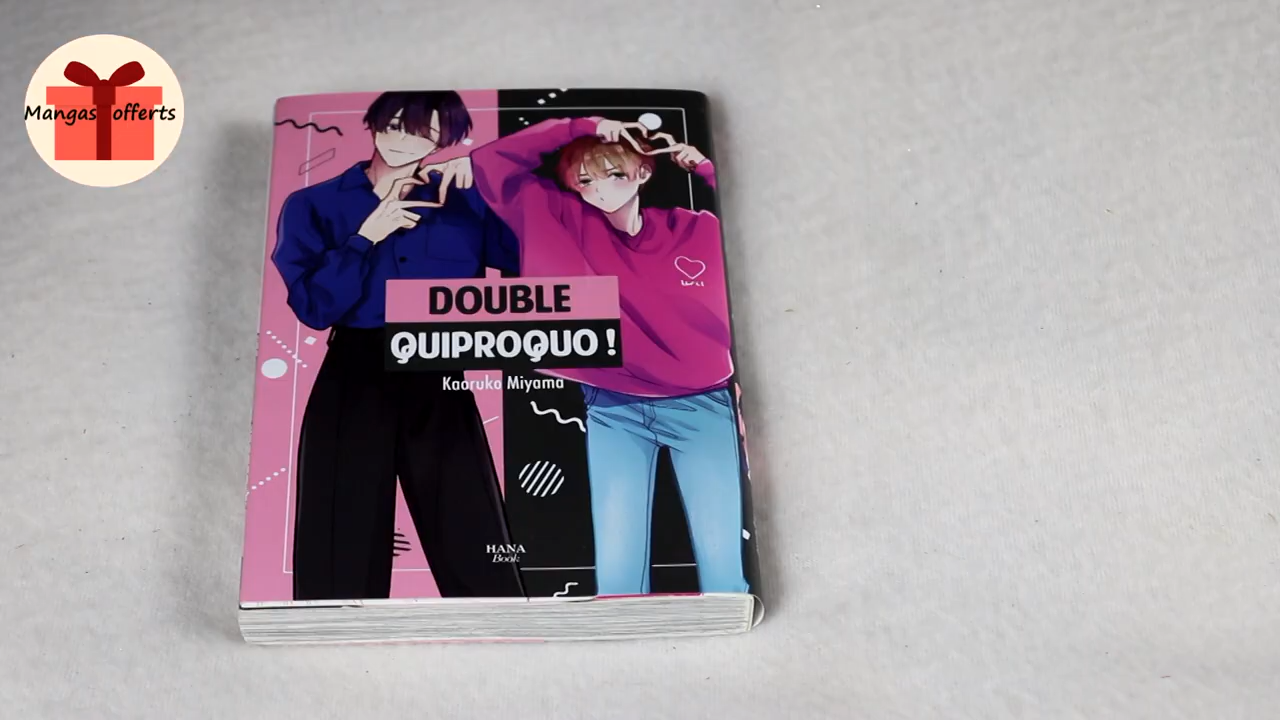 Mangas offerts
DOUBLE
QUIPROQUO !
Kaoruko Miyama
HANA
Book